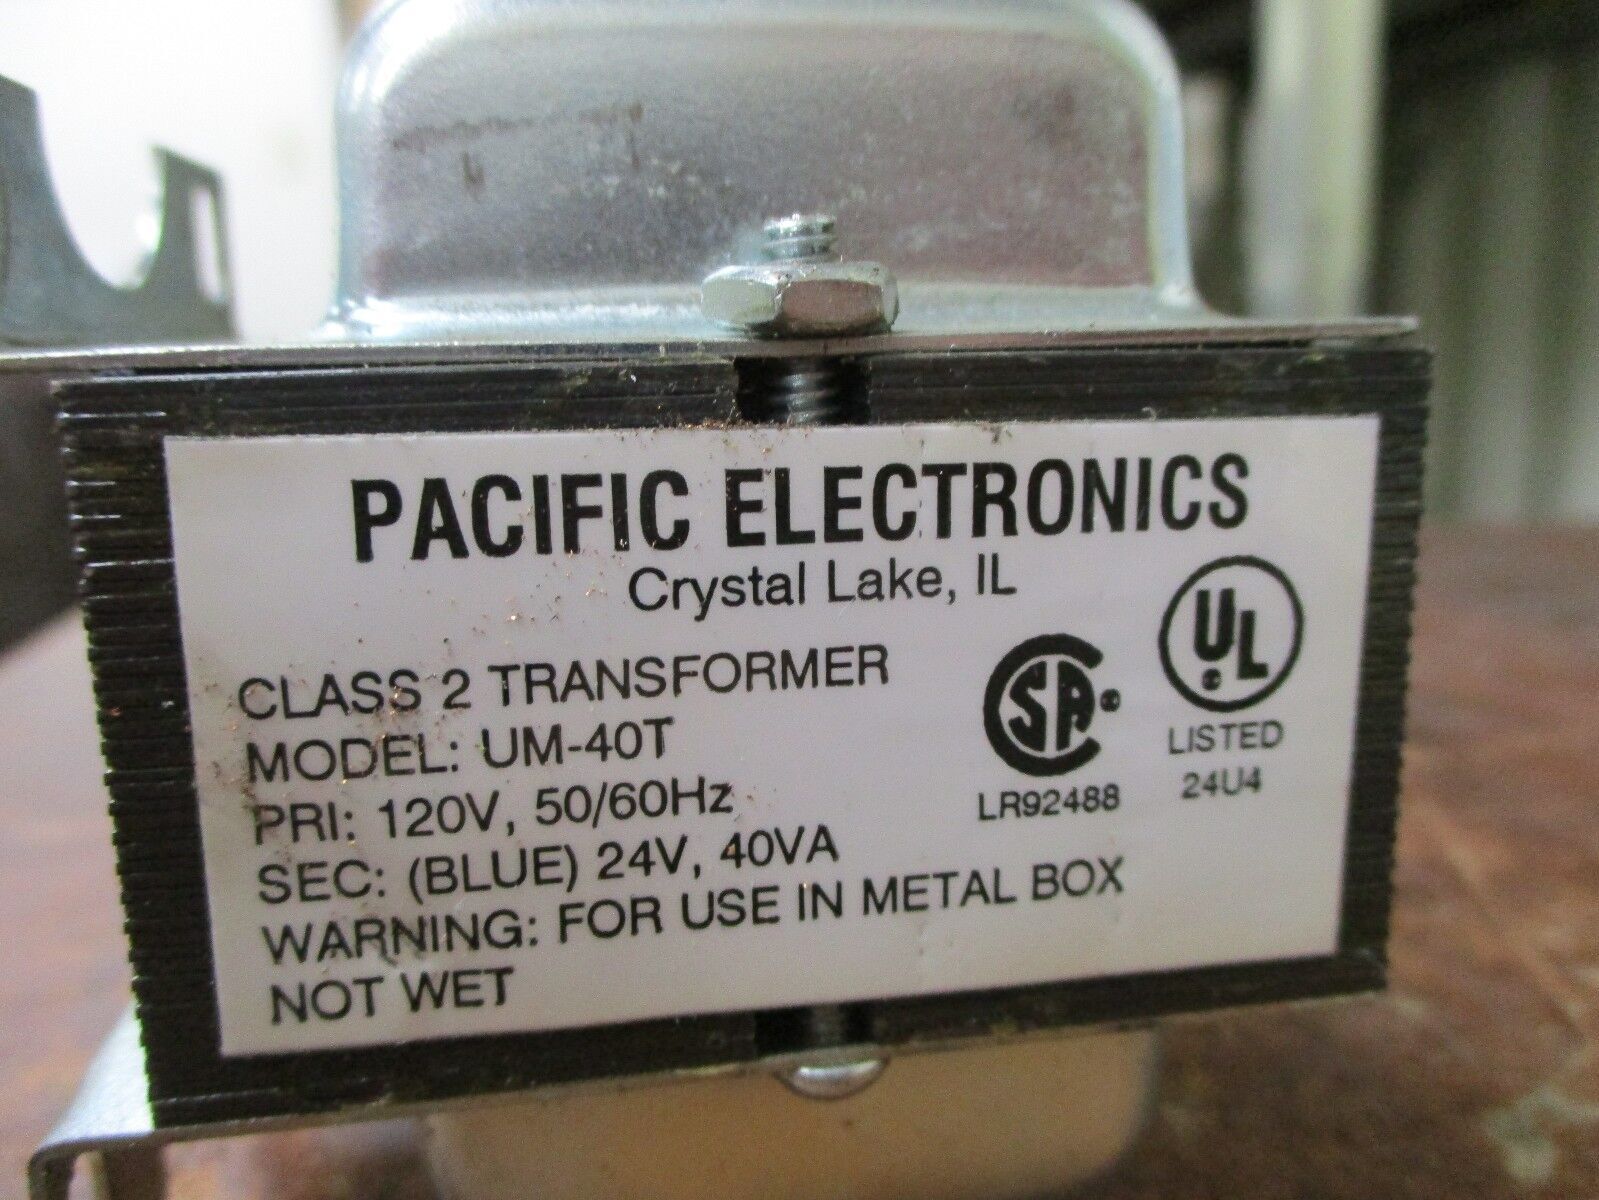 PACIFIC ELECTRONICS
Crystal Lake, IL
CLASS 2 TRANSFORMER
MODEL: UM-40T
PRI: 120V, 50/60Hz
SEC: (BLUE) 24V, 40VA
WARNING: FOR USE IN METAL BOX
NOT WET
SA
LR92488
UL
LISTED
24U4